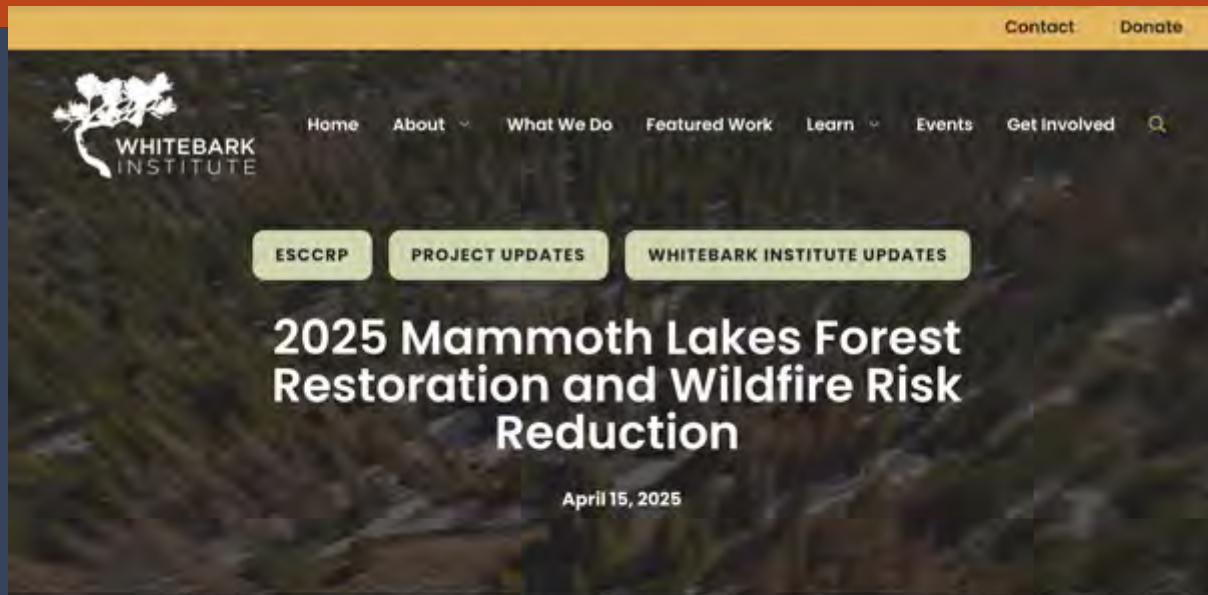 Contact Donate
WHITEBARK
INSTITUTE
Home About What We Do Featured Work Learn Events Get Involved
ESCCRP PROJECT UPDATES WHITEBARK INSTITUTE UPDATES
2025 Mammoth Lakes Forest
Restoration and Wildfire Risk
Reduction
April 15, 2025